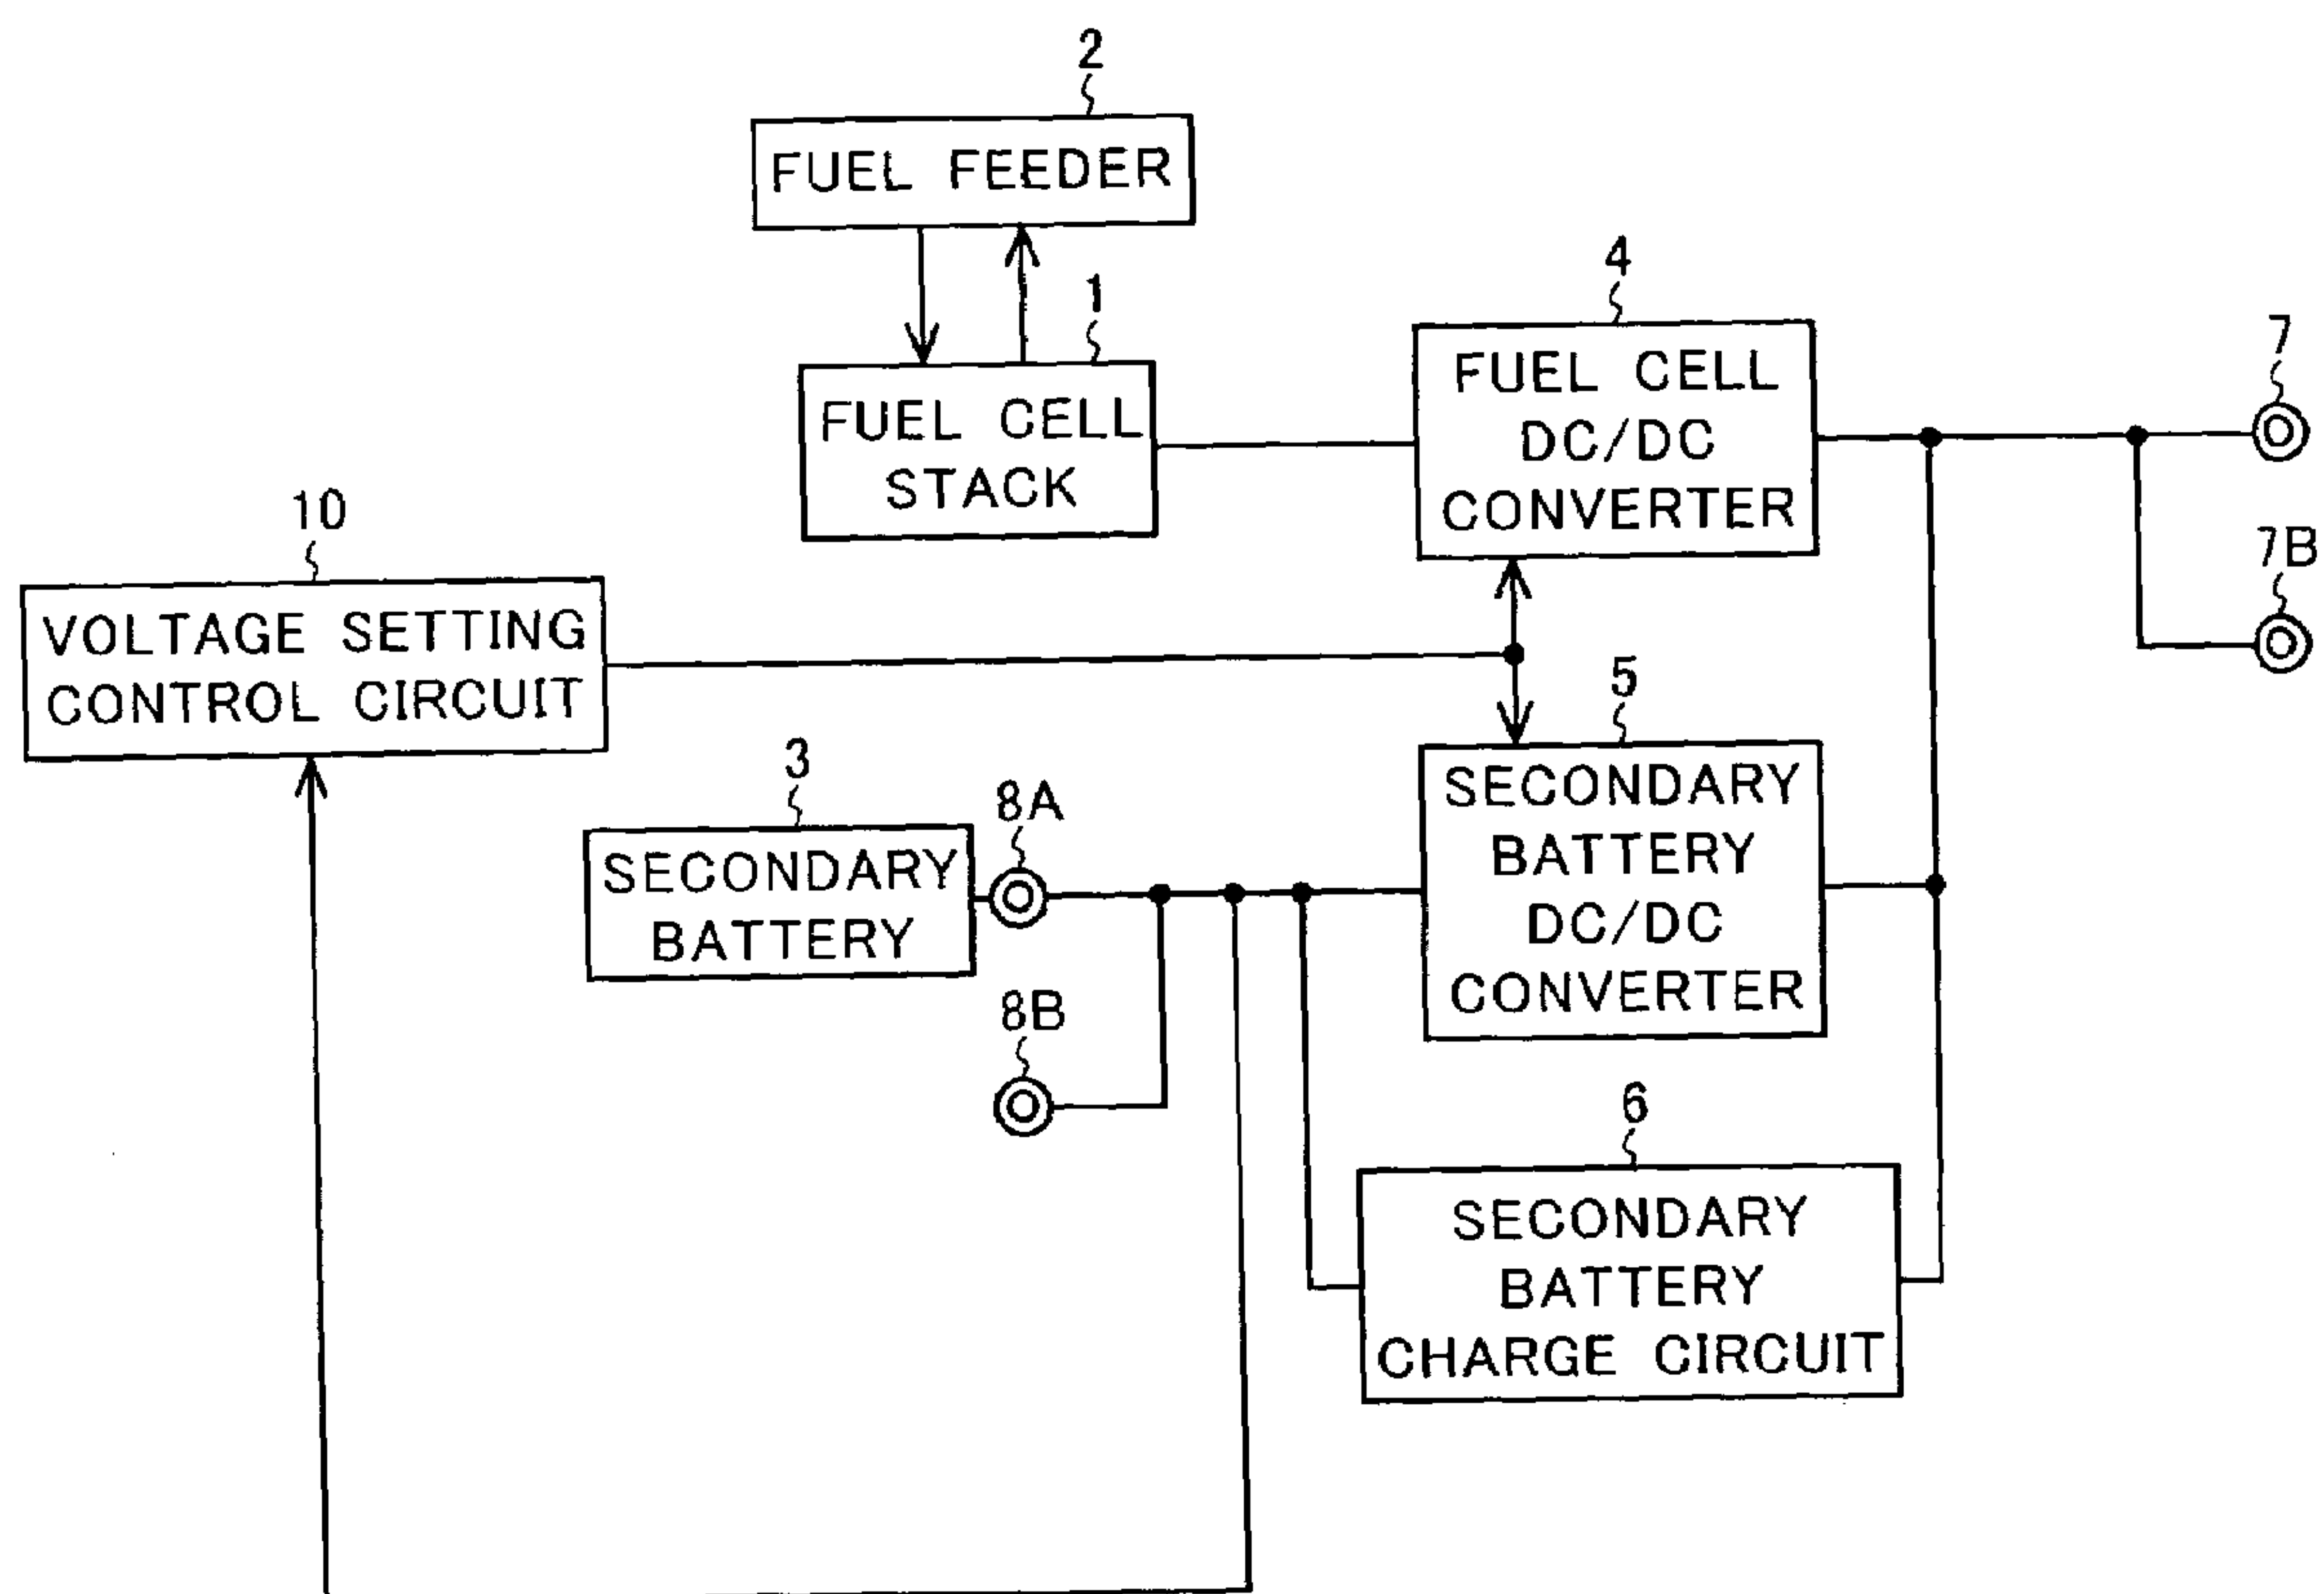 2
FUEL FEEDER
1
FUEL CELL
STACK
4
FUEL CELL
DC/DC
CONVERTER
7
7B
10
VOLTAGE SETTING
CONTROL CIRCUIT
3
SECONDARY
BATTERY
8A
8B
5
SECONDARY
BATTERY
DC/DC
CONVERTER
6
SECONDARY
BATTERY
CHARGE CIRCUIT